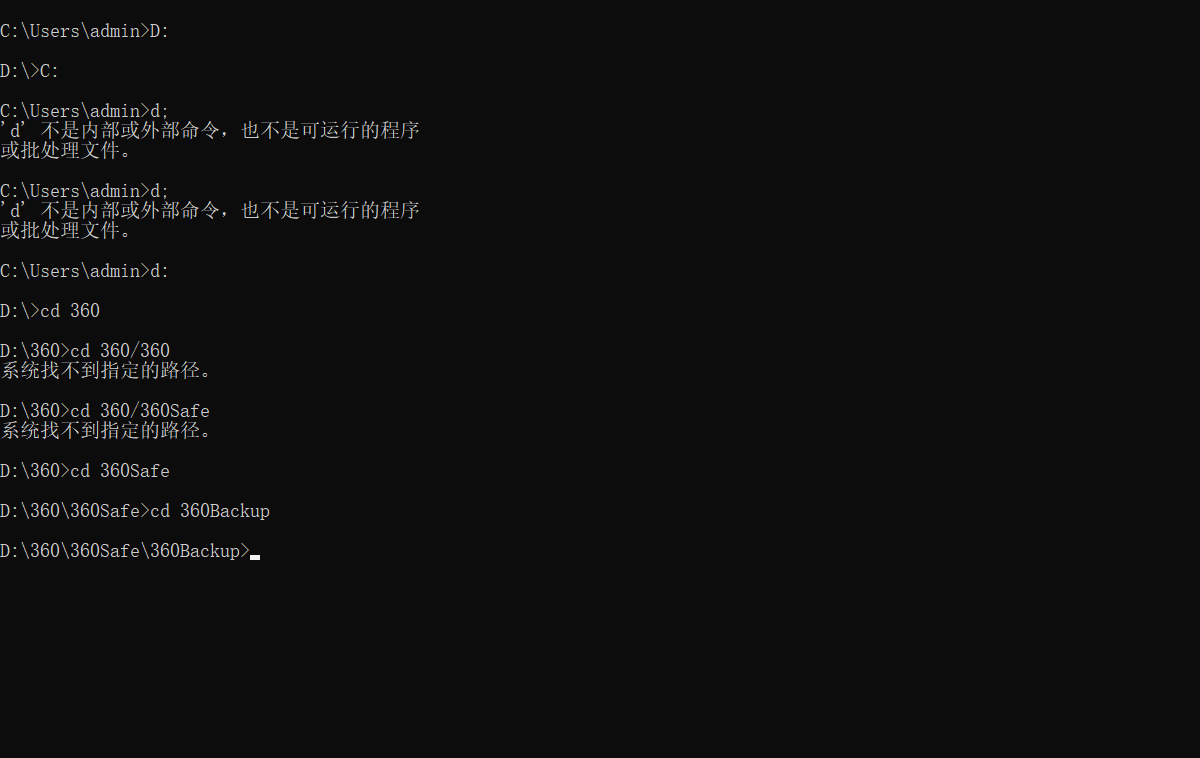 C:\Users\admin>D:
D:\>C:
C:\Users\admin>d;
'd' 不是内部或外部命令，也不是可运行的程序
或批处理文件。
C:\Users\admin>d;
'd' 不是内部或外部命令，也不是可运行的程序
或批处理文件。
C:\Users\admin>d:
D:\>cd 360
D:\360>cd 360/360
系统找不到指定的路径。
D:\360>cd 360/360Safe
系统找不到指定的路径。
D:\360>cd 360Safe
D:\360\360Safe>cd 360Backup
D:\360\360Safe\360Backup>